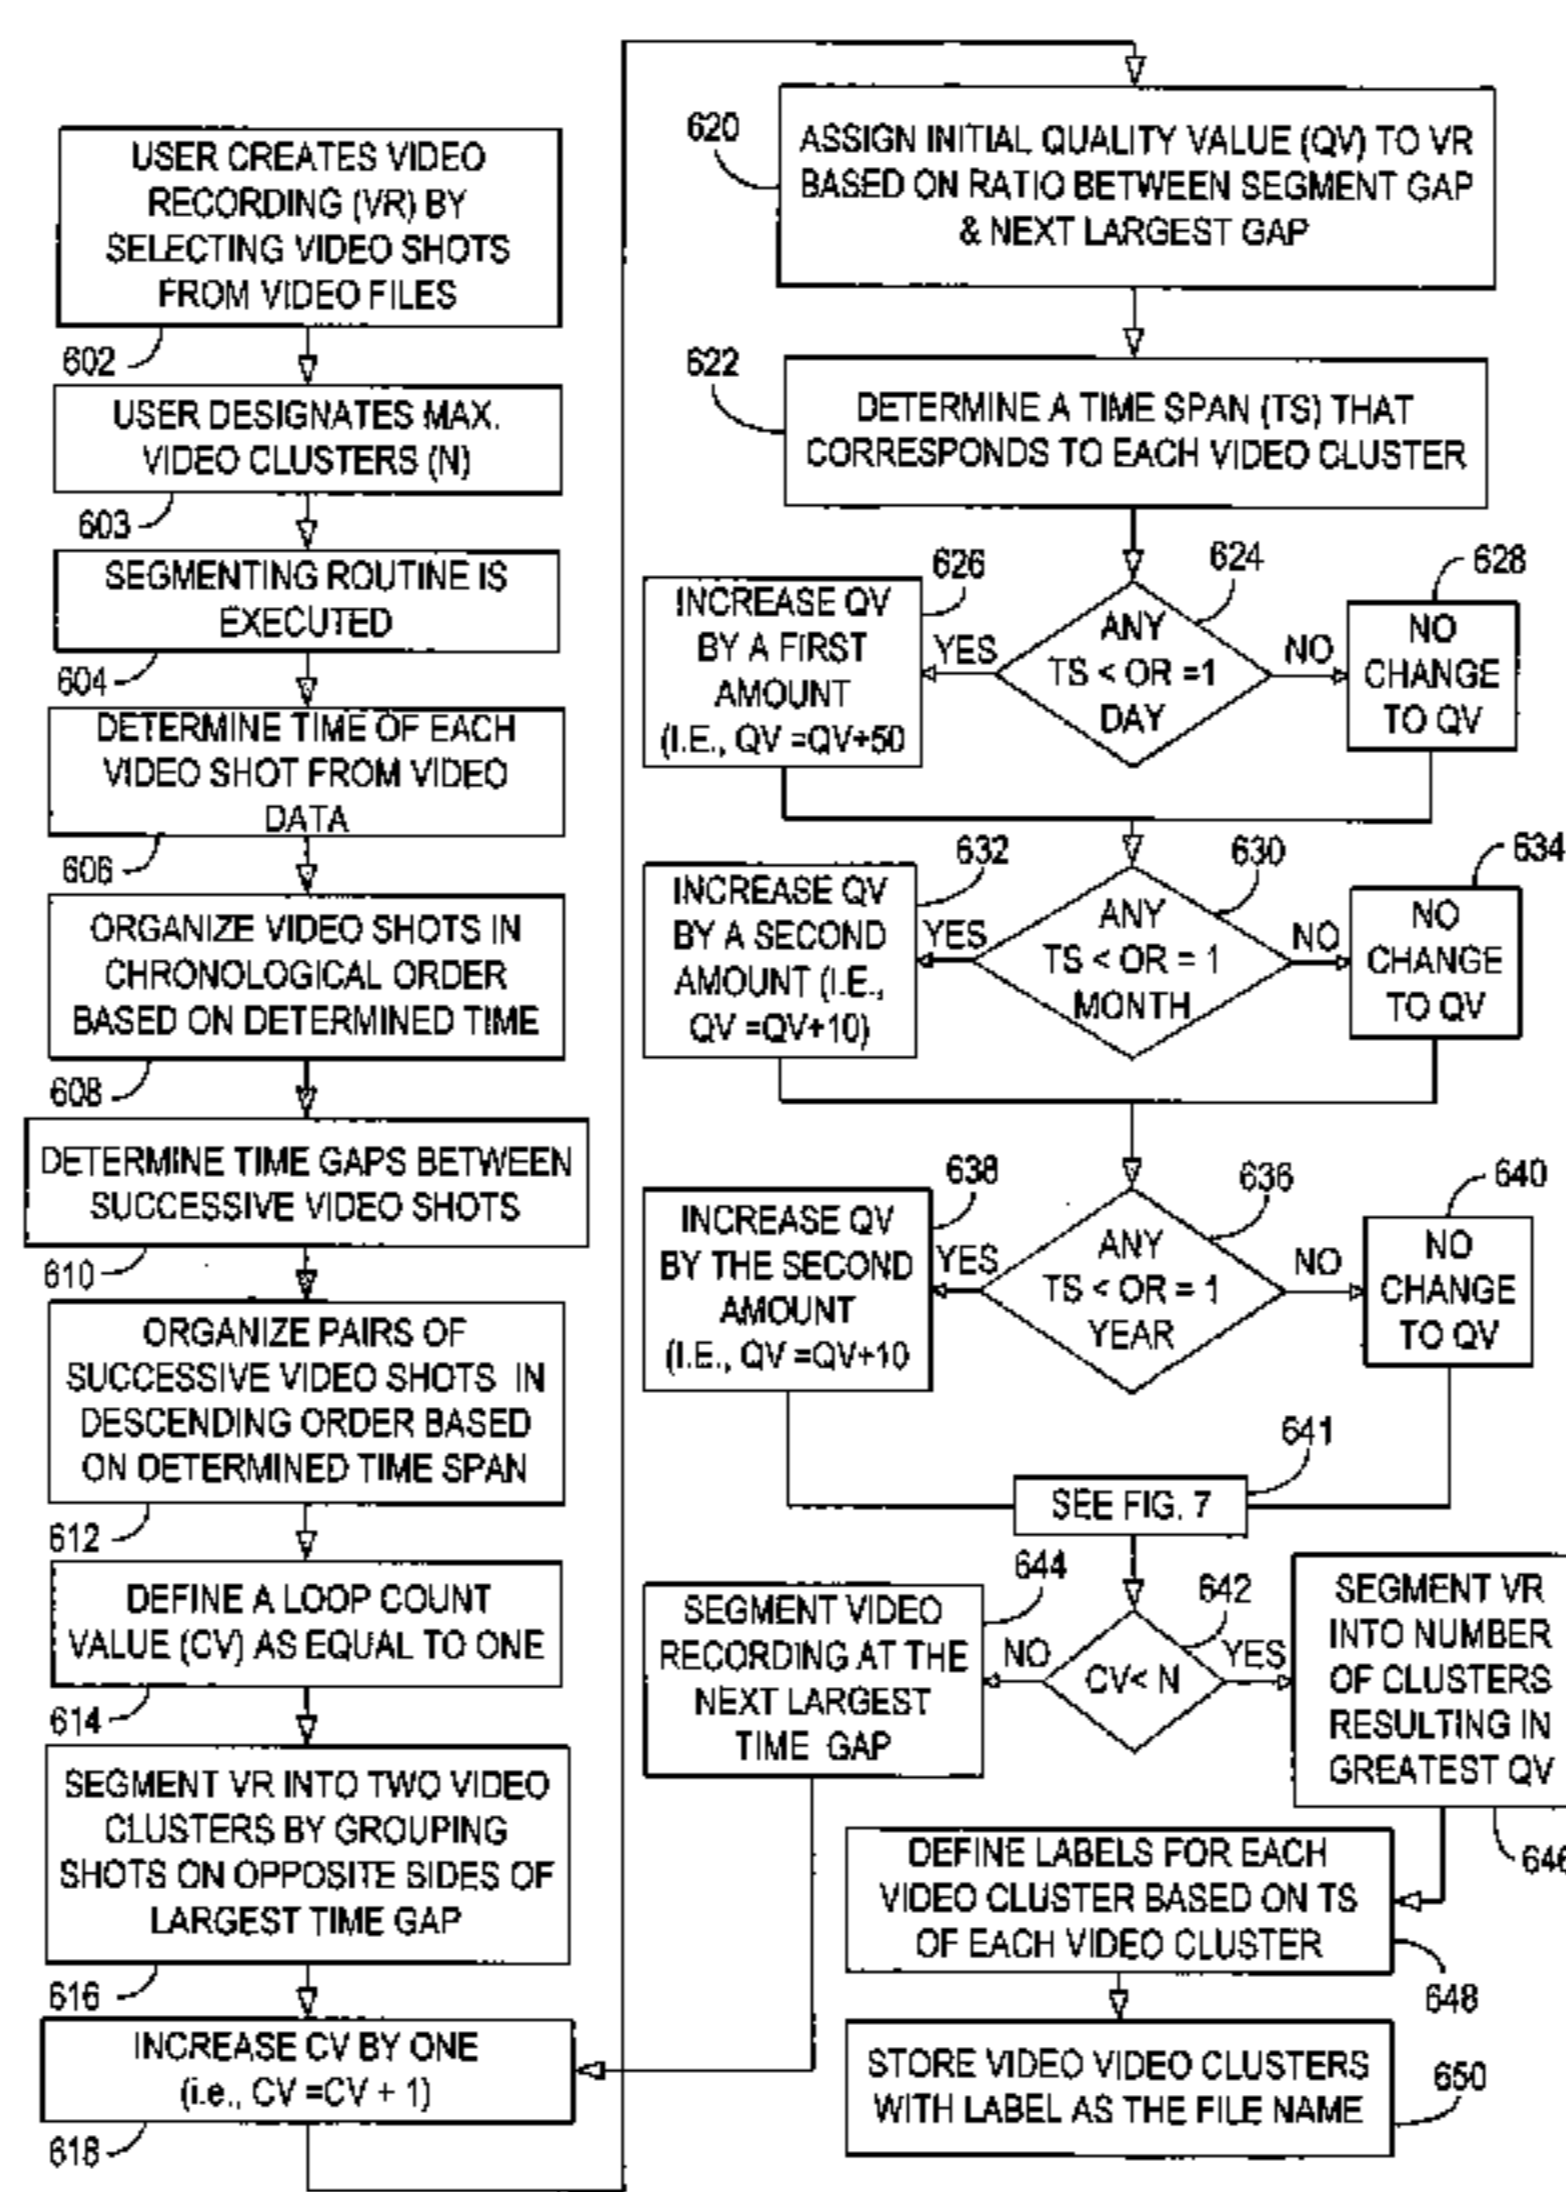 USER CREATES VIDEO
RECORDING (VR) BY
SELECTING VIDEO SHOTS
FROM VIDEO FILES
602
USER DESIGNATES MAX.
VIDEO CLUSTERS (N)
603
SEGMENTING ROUTINE IS
EXECUTED
604
DETERMINE TIME OF EACH
VIDEO SHOT FROM VIDEO
DATA
606
ORGANIZE VIDEO SHOTS IN
CHRONOLOGICAL ORDER
BASED ON DETERMINED TIME
608
DETERMINE TIME GAPS BETWEEN
SUCCESSIVE VIDEO SHOTS
610
ORGANIZE PAIRS OF
SUCCESSIVE VIDEO SHOTS IN
DESCENDING ORDER BASED
ON DETERMINED TIME SPAN
612
DEFINE A LOOP COUNT
VALUE (CV) AS EQUAL TO ONE
614
SEGMENT VR INTO TWO VIDEO
CLUSTERS BY GROUPING
SHOTS ON OPPOSITE SIDES OF
LARGEST TIME GAP
616
INCREASE CV BY ONE
(i.e., CV =CV + 1)
618
620
ASSIGN INITIAL QUALITY VALUE (QV) TO VR
BASED ON RATIO BETWEEN SEGMENT GAP
& NEXT LARGEST GAP
622
DETERMINE A TIME SPAN (TS) THAT
CORRESPONDS TO EACH VIDEO CLUSTER
626
INCREASE QV
BY A FIRST
AMOUNT
(I.E., QV =QV+50
YES
624
ANY
TS < OR =1
DAY
NO
628
NO
CHANGE
TO QV
632
INCREASE QV
BY A SECOND
AMOUNT (I.E.,
QV =QV+10)
YES
630
ANY
TS < OR = 1
MONTH
NO
634
NO
CHANGE
TO QV
638
INCREASE QV
BY THE SECOND
AMOUNT
(I.E., QV =QV+10
YES
636
ANY
TS < OR = 1
YEAR
NO
640
NO
CHANGE
TO QV
641
SEE FIG. 7
644
SEGMENT VIDEO
RECORDING AT THE
NEXT LARGEST
TIME GAP
NO
642
CV< N
YES
SEGMENT VR
INTO NUMBER
OF CLUSTERS
RESULTING IN
GREATEST QV
646
DEFINE LABELS FOR EACH
VIDEO CLUSTER BASED ON TS
OF EACH VIDEO CLUSTER
648
STORE VIDEO VIDEO CLUSTERS
WITH LABEL AS THE FILE NAME
650